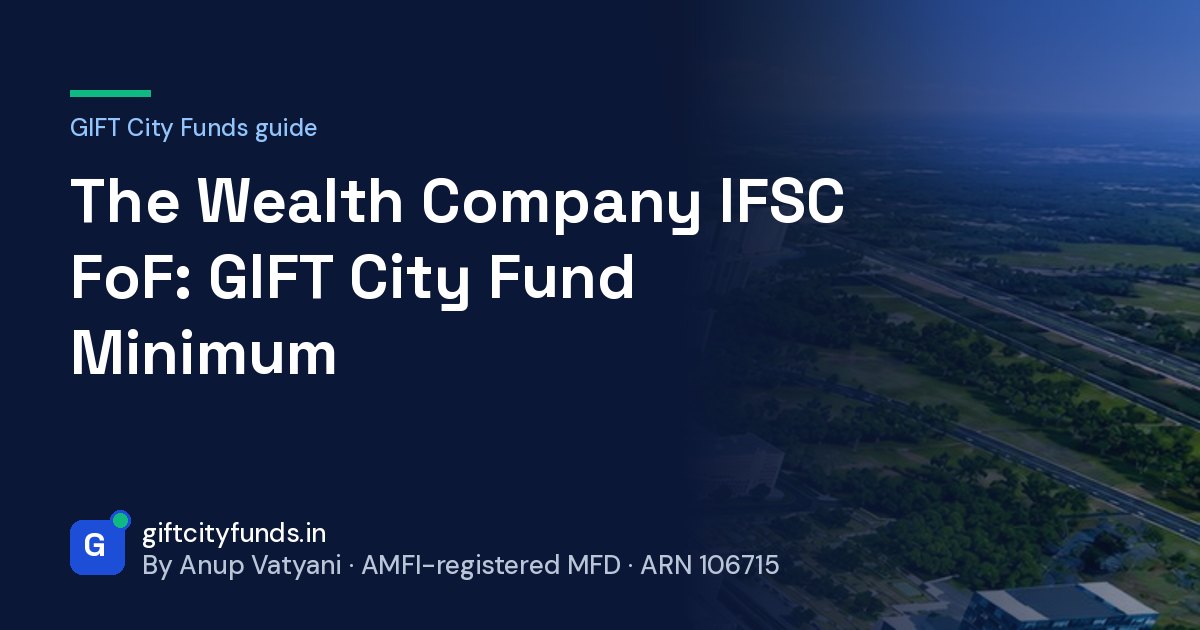 GIFT City Funds guide
The Wealth Company IFSC
FoF: GIFT City Fund
Minimum
G
giftcityfunds.in
By Anup Vatyani · AMFI-registered MFD · ARN 106715